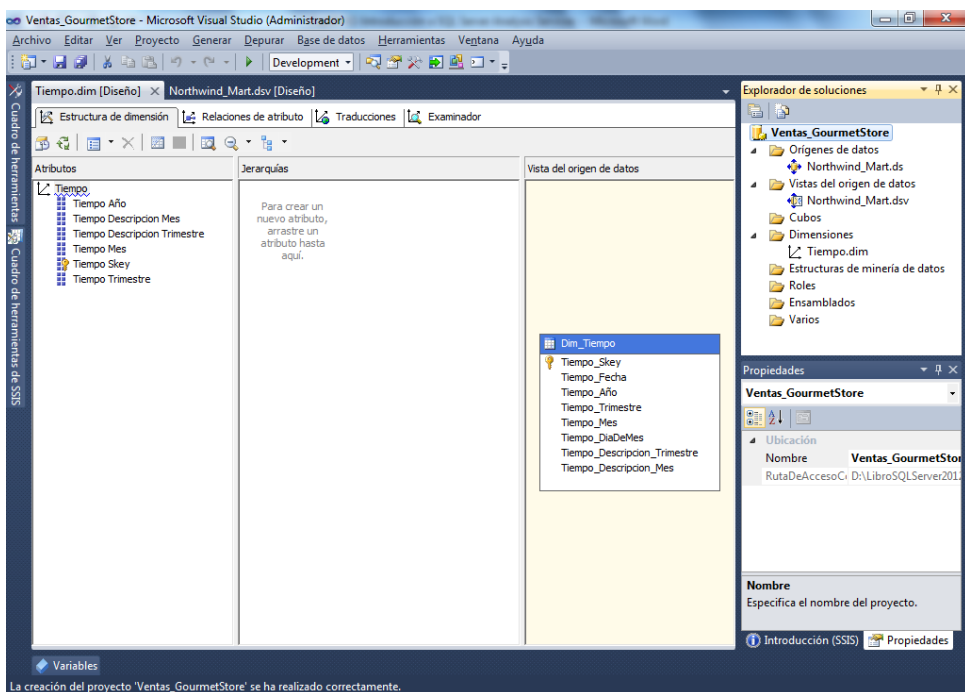 Ventas_GourmetStore - Microsoft Visual Studio (Administrador)
Archivo Editar Ver Proyecto Generar Depurar Base de datos Herramientas Ventana Ayuda
Development
Cuadro de herramientas
Cuadro de herramientas de SSIS
Tiempo.dim [Diseño] Northwind_Mart.dsv [Diseño]
Estructura de dimensión Relaciones de atributo Traducciones Examinador
Atributos
Tiempo
Tiempo Año
Tiempo Descripcion Mes
Tiempo Descripcion Trimestre
Tiempo Mes
Tiempo Skey
Tiempo Trimestre
Jerarquías
Para crear un
nuevo atributo,
arrastre un
atributo hasta
aquí.
Vista del origen de datos
Dim_Tiempo
Tiempo_Skey
Tiempo_Fecha
Tiempo_Año
Tiempo_Trimestre
Tiempo_Mes
Tiempo_DiaDeMes
Tiempo_Descripcion_Trimestre
Tiempo_Descripcion_Mes
Explorador de soluciones
Ventas_GourmetStore
Orígenes de datos
Northwind_Mart.ds
Vistas del origen de datos
Northwind_Mart.dsv
Cubos
Dimensiones
Tiempo.dim
Estructuras de minería de datos
Roles
Ensamblados
Varios
Propiedades
Ventas_GourmetStore
Ubicación
Nombre Ventas_GourmetStor
RutaDeAccesoC D:\LibroSQLServer2012
Nombre
Especifica el nombre del proyecto.
Introducción (SSIS) Propiedades
Variables
La creación del proyecto 'Ventas_GourmetStore' se ha realizado correctamente.